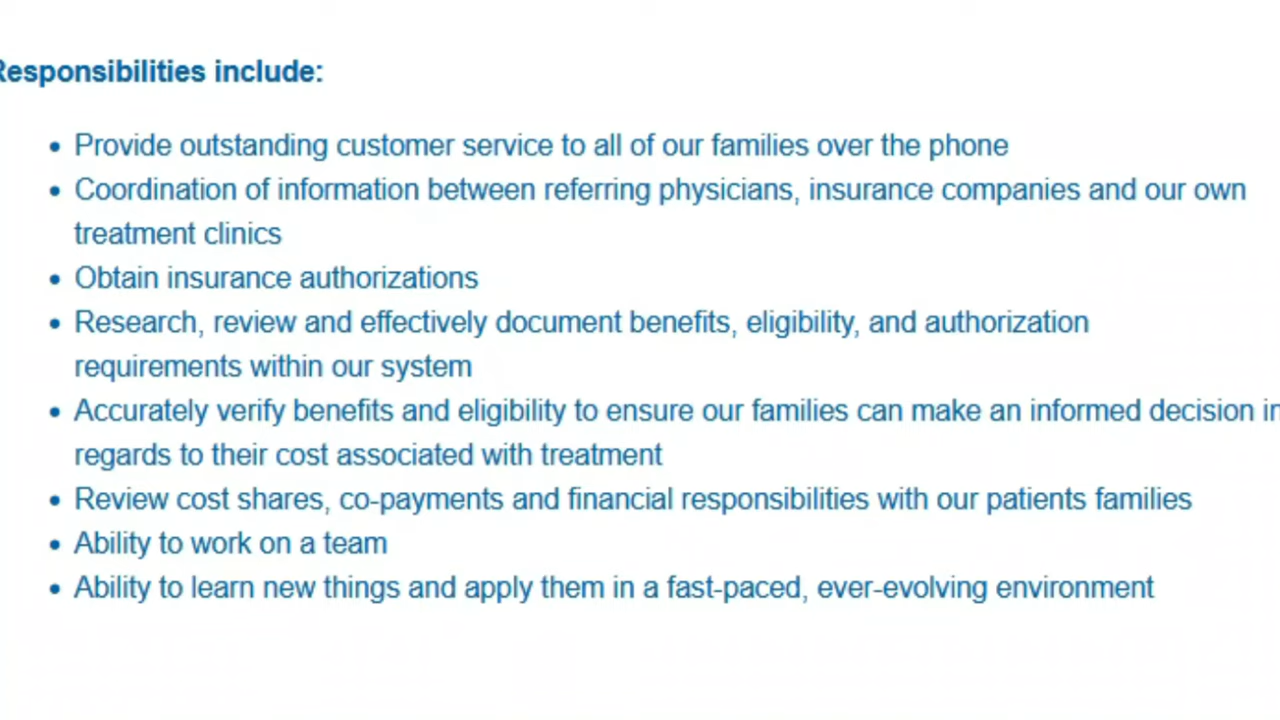 Responsibilities include:
• Provide outstanding customer service to all of our families over the phone
• Coordination of information between referring physicians, insurance companies and our own
treatment clinics
• Obtain insurance authorizations
• Research, review and effectively document benefits, eligibility, and authorization
requirements within our system
• Accurately verify benefits and eligibility to ensure our families can make an informed decision in
regards to their cost associated with treatment
• Review cost shares, co-payments and financial responsibilities with our patients families
• Ability to work on a team
• Ability to learn new things and apply them in a fast-paced, ever-evolving environment